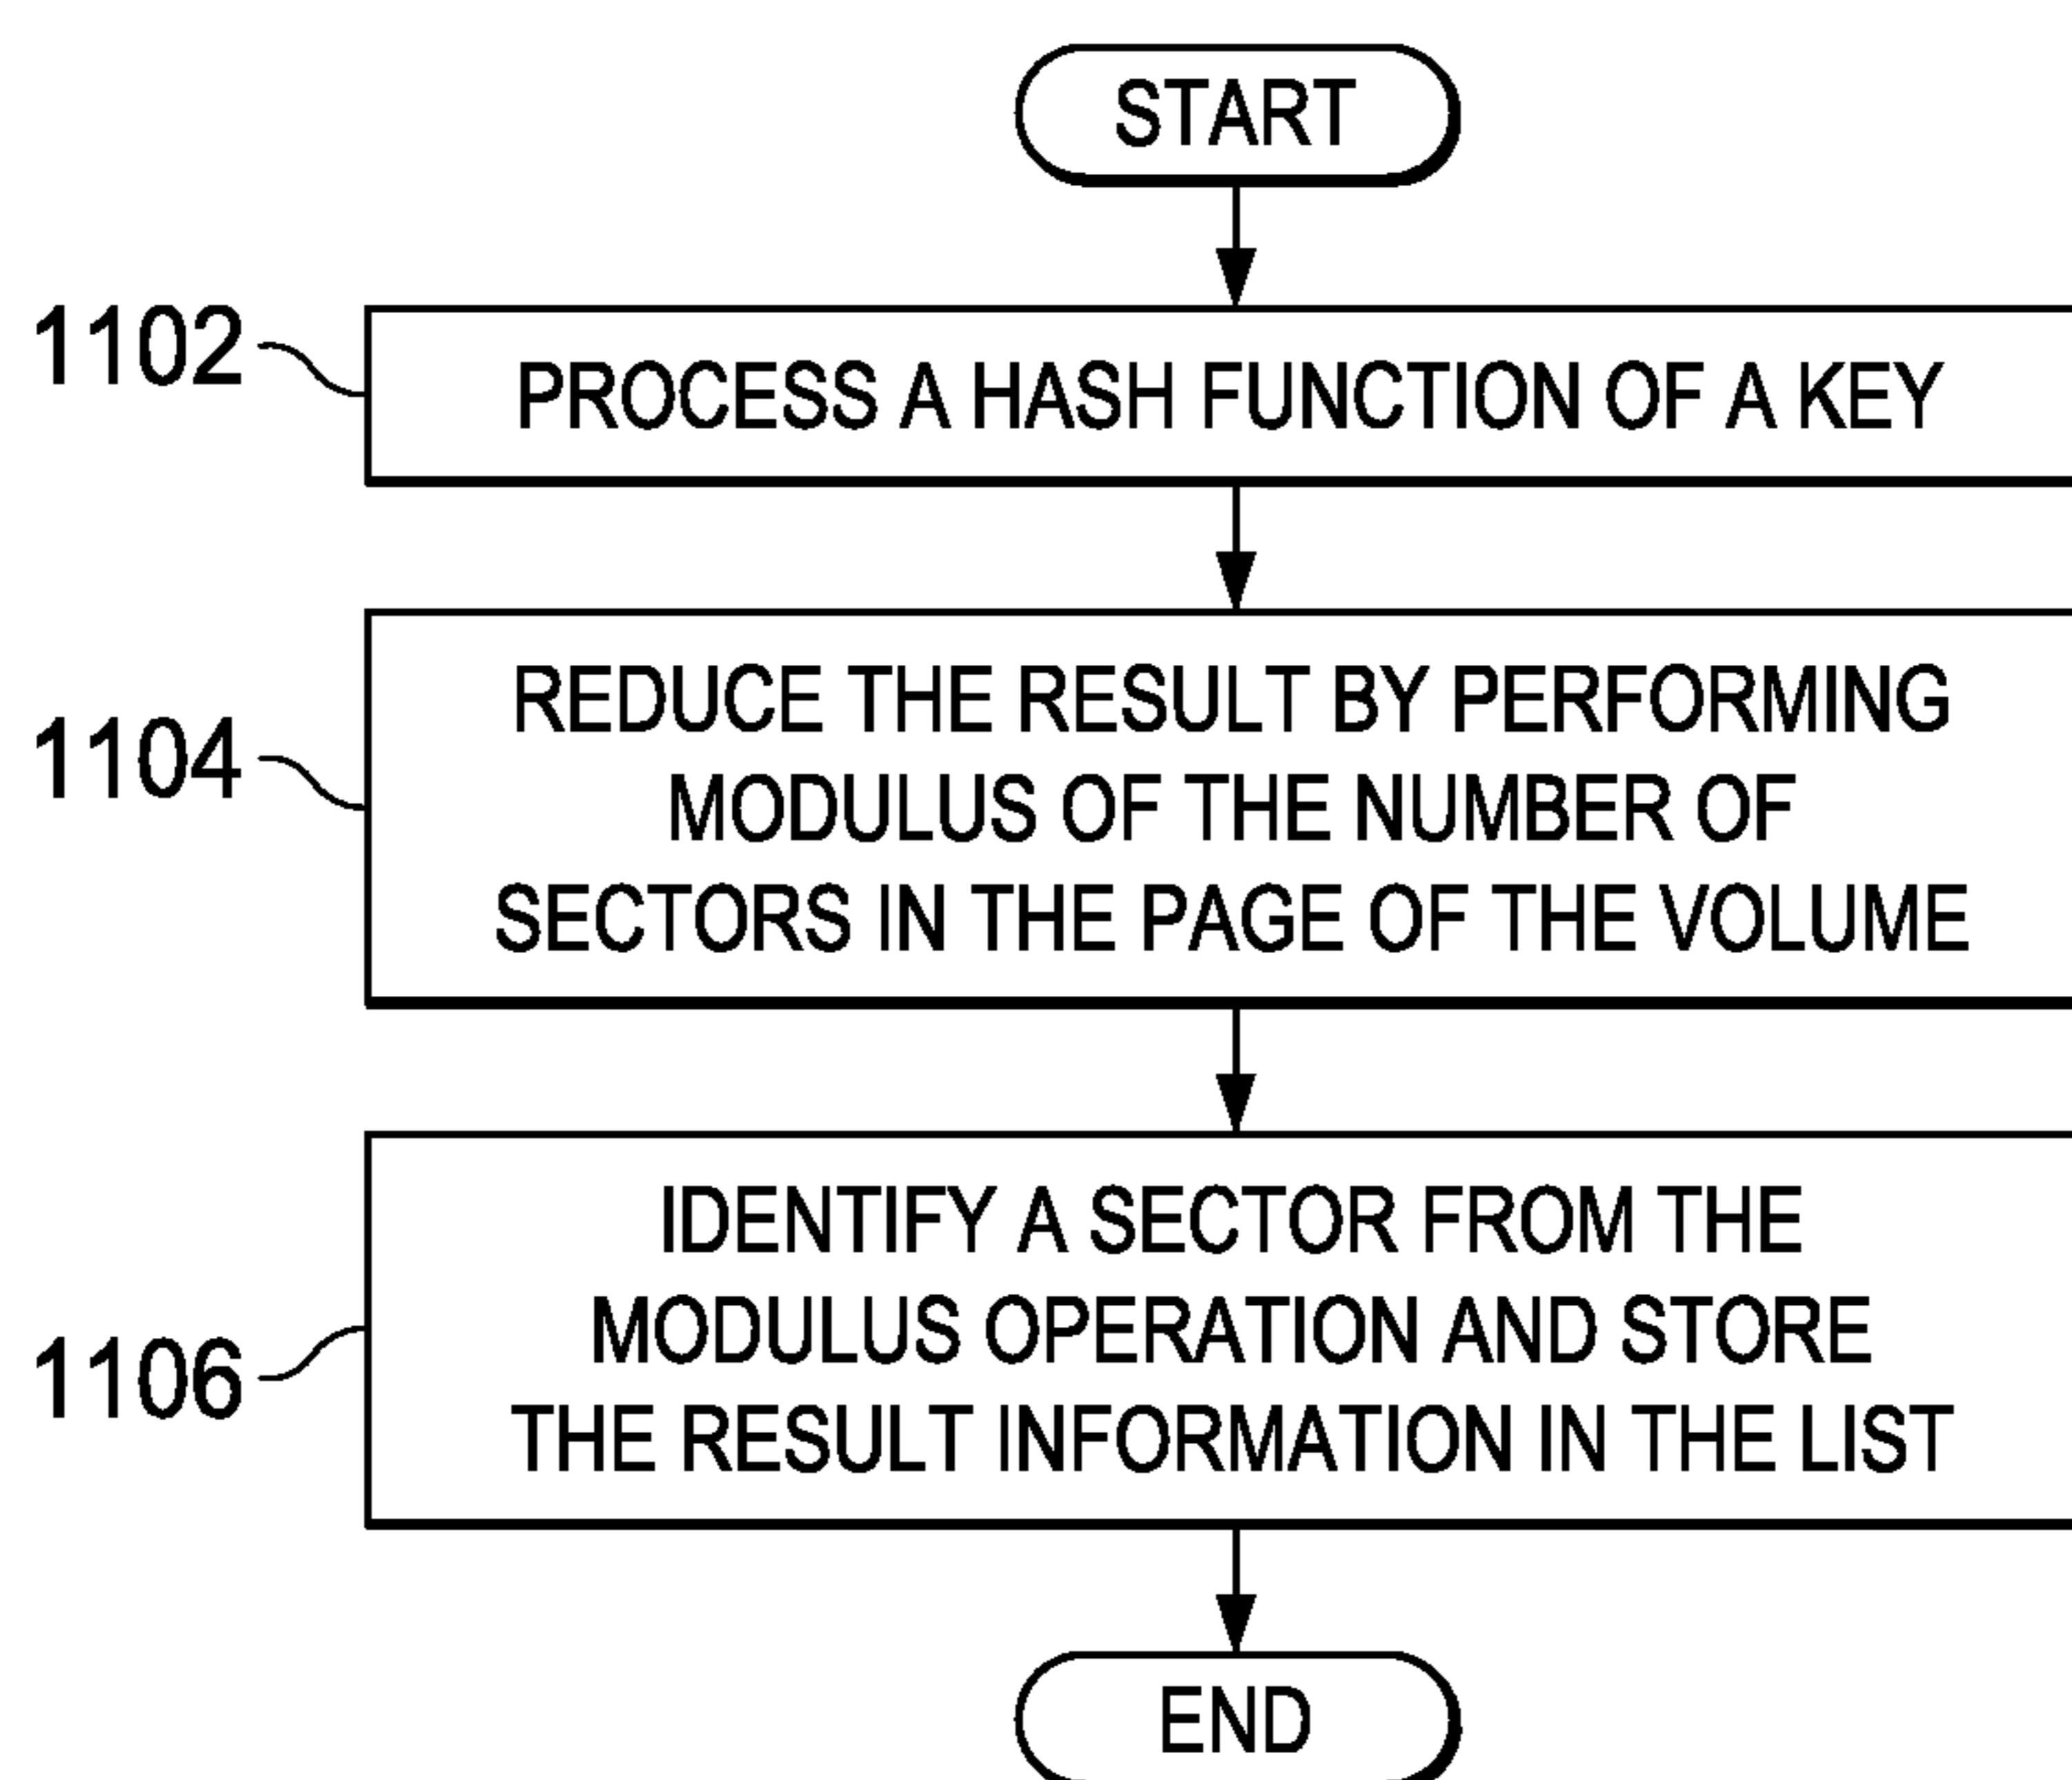 START
1102
PROCESS A HASH FUNCTION OF A KEY
1104
REDUCE THE RESULT BY PERFORMING
MODULUS OF THE NUMBER OF
SECTORS IN THE PAGE OF THE VOLUME
1106
IDENTIFY A SECTOR FROM THE
MODULUS OPERATION AND STORE
THE RESULT INFORMATION IN THE LIST
END